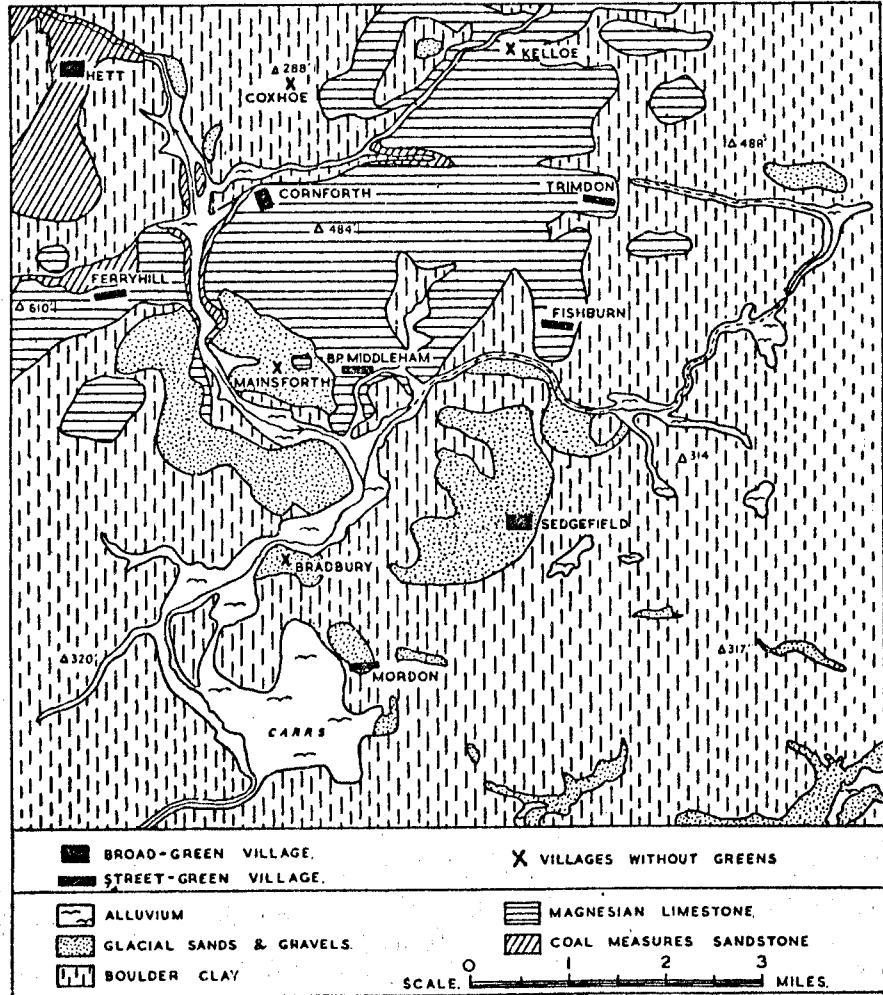 KELLOE
HETT
△ 288'
COXHOE
△ 488'
CORNFORTH
TRIMDON
△ 484'
FERRYHILL
△ 610'
FISHBURN
BP. MIDDLEHAM
MAINSFORTH
△ 314
SEDGEFIELD
BRADBURY
△ 320'
△ 317'
MORDON
CARRS
BROAD-GREEN VILLAGE.
X VILLAGES WITHOUT GREENS
STREET-GREEN VILLAGE.
ALLUVIUM
MAGNESIAN LIMESTONE
GLACIAL SANDS & GRAVELS.
COAL MEASURES SANDSTONE
BOULDER CLAY
0 3
SCALE. MILES.